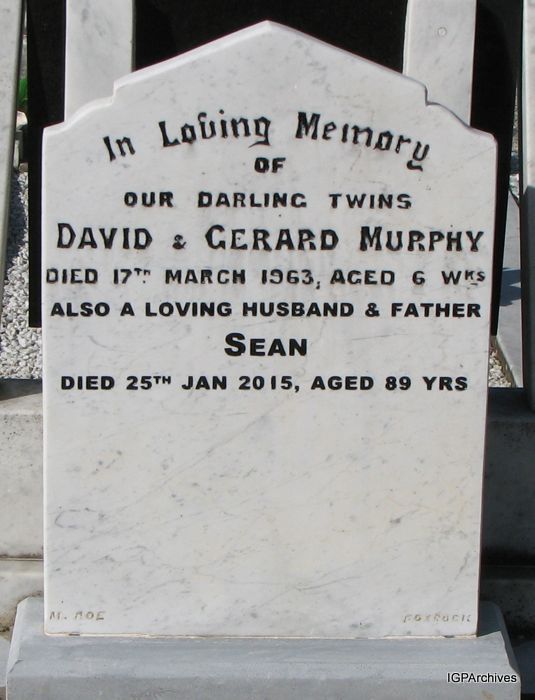 In Loving Memory
OF
OUR DARLING TWINS
DAVID & GERARD MURPHY
DIED 17TH MARCH 1963, AGED 6 WKS
ALSO A LOVING HUSBAND & FATHER
SEAN
DIED 25TH JAN 2015, AGED 89 YRS
M. ROE FOXROCK
IGPArchives